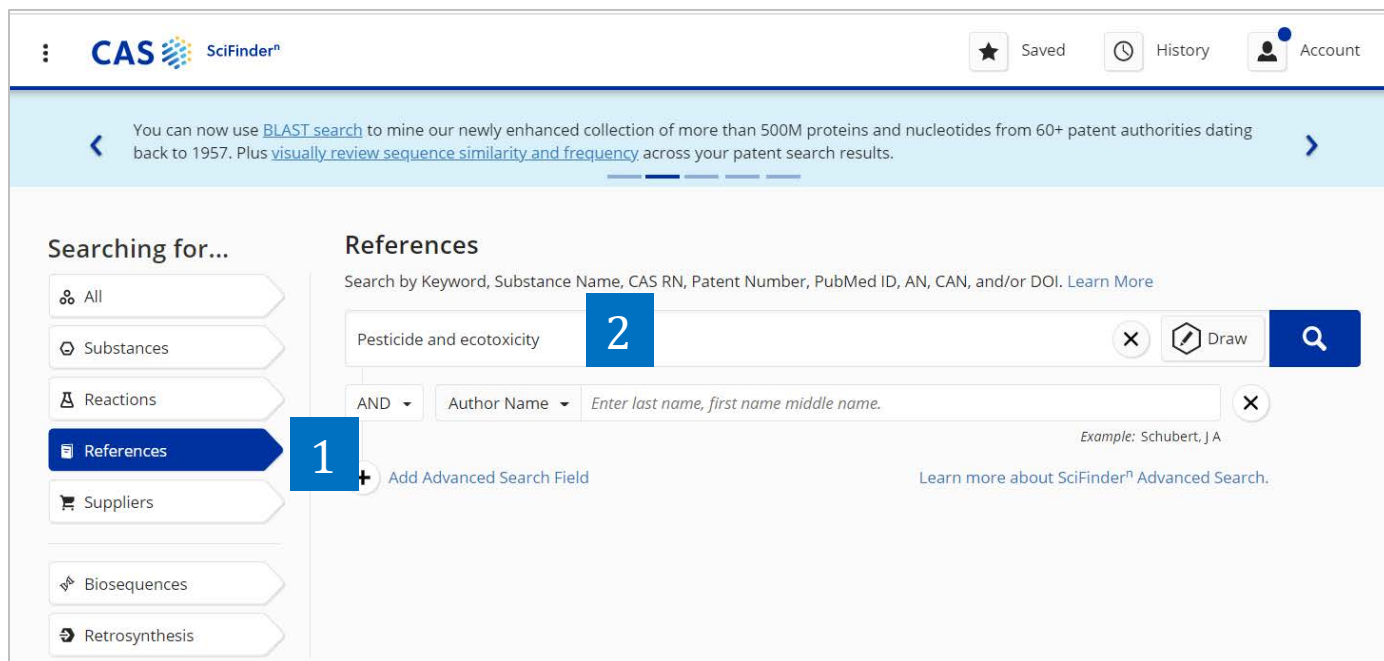 CAS SciFinderⁿ
Saved
History
Account
You can now use BLAST search to mine our newly enhanced collection of more than 500M proteins and nucleotides from 60+ patent authorities dating
back to 1957. Plus visually review sequence similarity and frequency across your patent search results.
Searching for...
All
Substances
Reactions
References
Suppliers
Biosequences
Retrosynthesis
1
References
Search by Keyword, Substance Name, CAS RN, Patent Number, PubMed ID, AN, CAN, and/or DOI. Learn More
Pesticide and ecotoxicity
2
Draw
AND
Author Name
Enter last name, first name middle name.
Example: Schubert, J A
Add Advanced Search Field
Learn more about SciFinderⁿ Advanced Search.